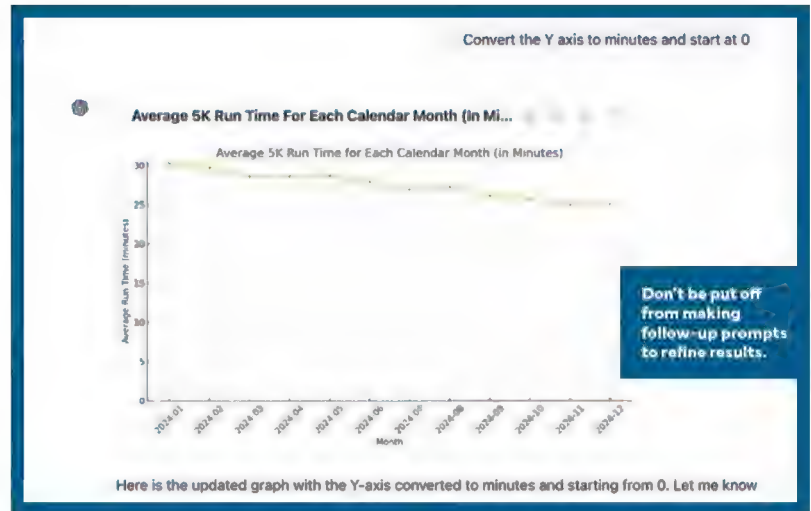 Convert the Y axis to minutes and start at 0
Average 5K Run Time For Each Calendar Month (In Mi...
Average 5K Run Time for Each Calendar Month (in Minutes)
30
25
20
15
10
5
0
Average Run Time (minutes)
2024-01
2024-02
2024-03
2024-04
2024-05
2024-06
2024-08
2024-09
2024-10
2024-11
2024-12
Month
Don't be put off
from making
follow-up prompts
to refine results.
Here is the updated graph with the Y-axis converted to minutes and starting from 0. Let me know